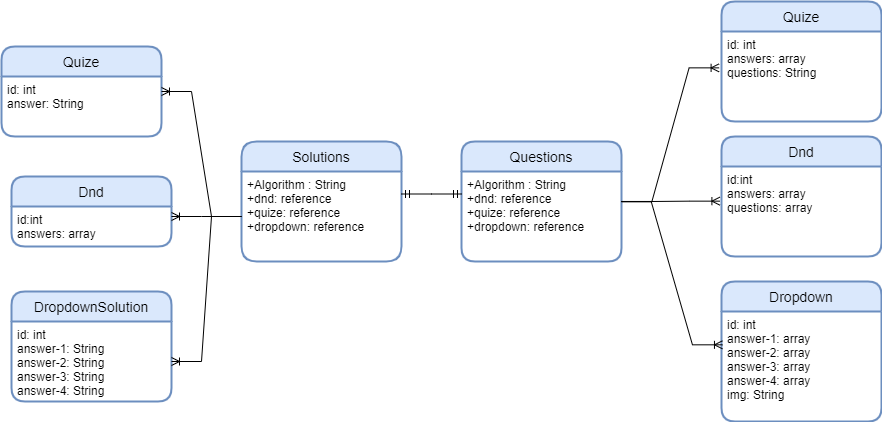 Quize
id: int
answer: String
Dnd
id:int
answers: array
DropdownSolution
id: int
answer-1: String
answer-2: String
answer-3: String
answer-4: String
Solutions
+Algorithm : String
+dnd: reference
+quize: reference
+dropdown: reference
Questions
+Algorithm : String
+dnd: reference
+quize: reference
+dropdown: reference
Quize
id: int
answers: array
questions: String
Dnd
id:int
answers: array
questions: array
Dropdown
id: int
answer-1: array
answer-2: array
answer-3: array
answer-4: array
img: String